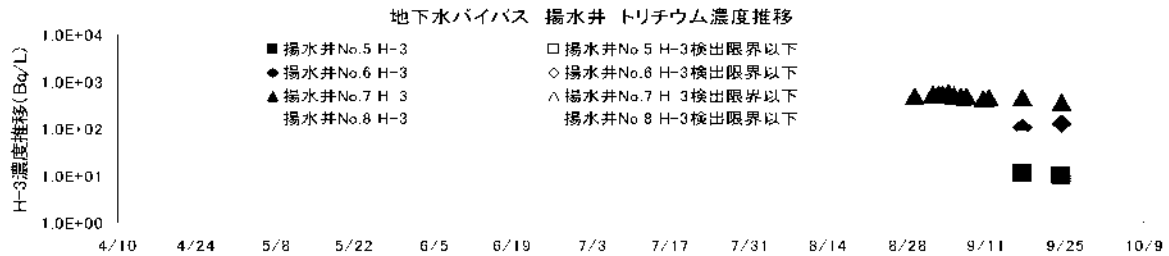 地下水バイパス 揚水井 トリチウム濃度推移
H-3濃度推移(Bq/L)
1.0E+04
1.0E+03
1.0E+02
1.0E+01
1.0E+00
揚水井No.5 H-3 揚水井No.5 H-3検出限界以下
揚水井No.6 H-3 揚水井No.6 H-3検出限界以下
揚水井No.7 H-3 揚水井No.7 H-3検出限界以下
揚水井No.8 H-3 揚水井No.8 H-3検出限界以下
4/10 4/24 5/8 5/22 6/5 6/19 7/3 7/17 7/31 8/14 8/28 9/11 9/25 10/9